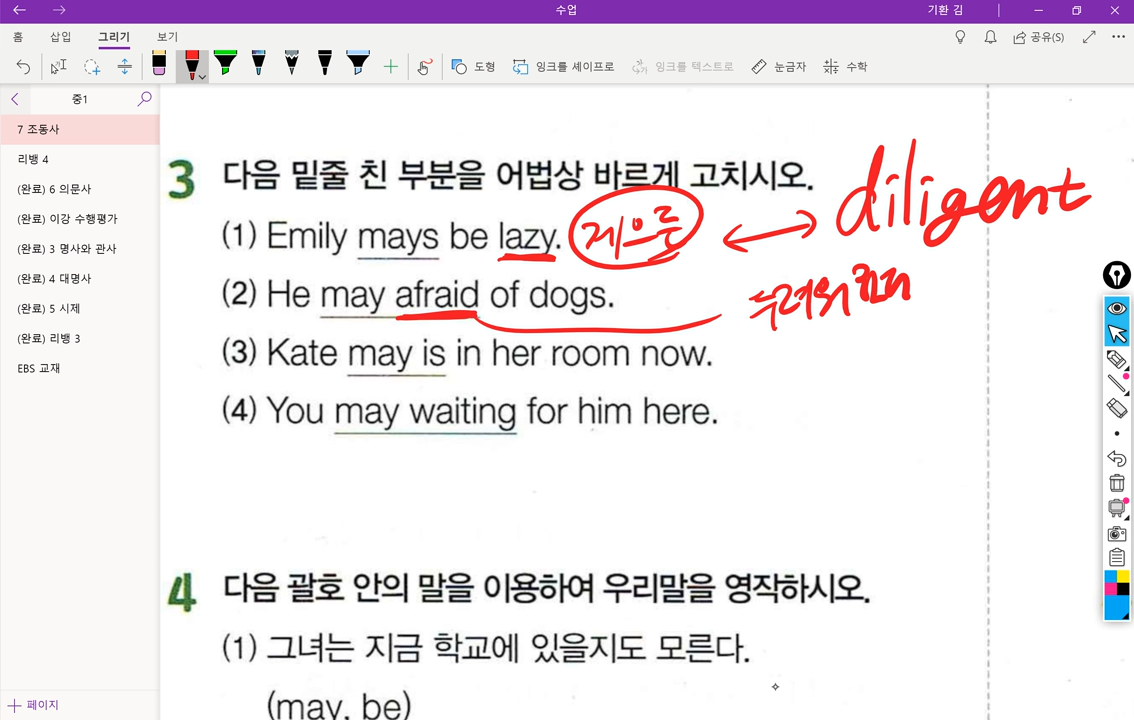 수업
기환 김
홈 삽입 그리기 보기
공유(S)
도형 잉크를 셰이프로 잉크를 텍스트로 눈금자 수학
중1
7 조동사
리뱅 4
(완료) 6 의문사
(완료) 이강 수행평가
(완료) 3 명사와 관사
(완료) 4 대명사
(완료) 5 시제
(완료) 리뱅 3
EBS 교재
페이지
3 다음 밑줄 친 부분을 어법상 바르게 고치시오.
(1) Emily mays be lazy. 게으른 diligent
(2) He may afraid of dogs.
(3) Kate may is in her room now.
(4) You may waiting for him here.
4 다음 괄호 안의 말을 이용하여 우리말을 영작하시오.
(1) 그녀는 지금 학교에 있을지도 모른다.
(may, be)